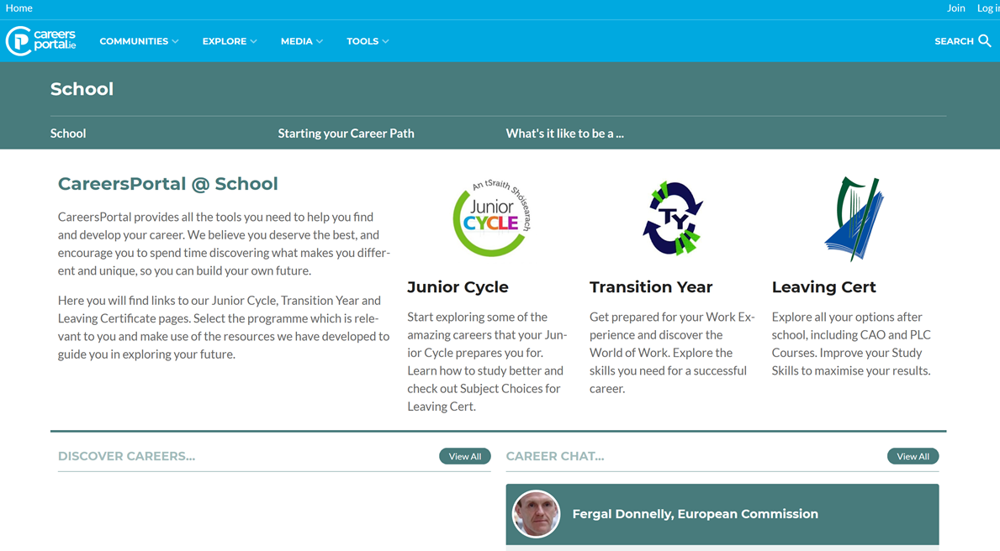 Home
Join
Log in
careers
portal.ie
COMMUNITIES
EXPLORE
MEDIA
TOOLS
SEARCH
School
School
Starting your Career Path
What's it like to be a ...
CareersPortal @ School
CareersPortal provides all the tools you need to help you find
and develop your career. We believe you deserve the best, and
encourage you to spend time discovering what makes you differ-
ent and unique, so you can build your own future.
Here you will find links to our Junior Cycle, Transition Year and
Leaving Certificate pages. Select the programme which is rele-
vant to you and make use of the resources we have developed to
guide you in exploring your future.
An tSraith Shóisearach
Junior
CYCLE
Junior Cycle
Start exploring some of the
amazing careers that your Jun-
ior Cycle prepares you for.
Learn how to study better and
check out Subject Choices for
Leaving Cert.
TY
Transition Year
Get prepared for your Work Ex-
perience and discover the
World of Work. Explore the
skills you need for a successful
career.
Leaving Cert
Explore all your options after
school, including CAO and PLC
Courses. Improve your Study
Skills to maximise your results.
DISCOVER CAREERS...
View All
CAREER CHAT...
View All
Fergal Donnelly, European Commission